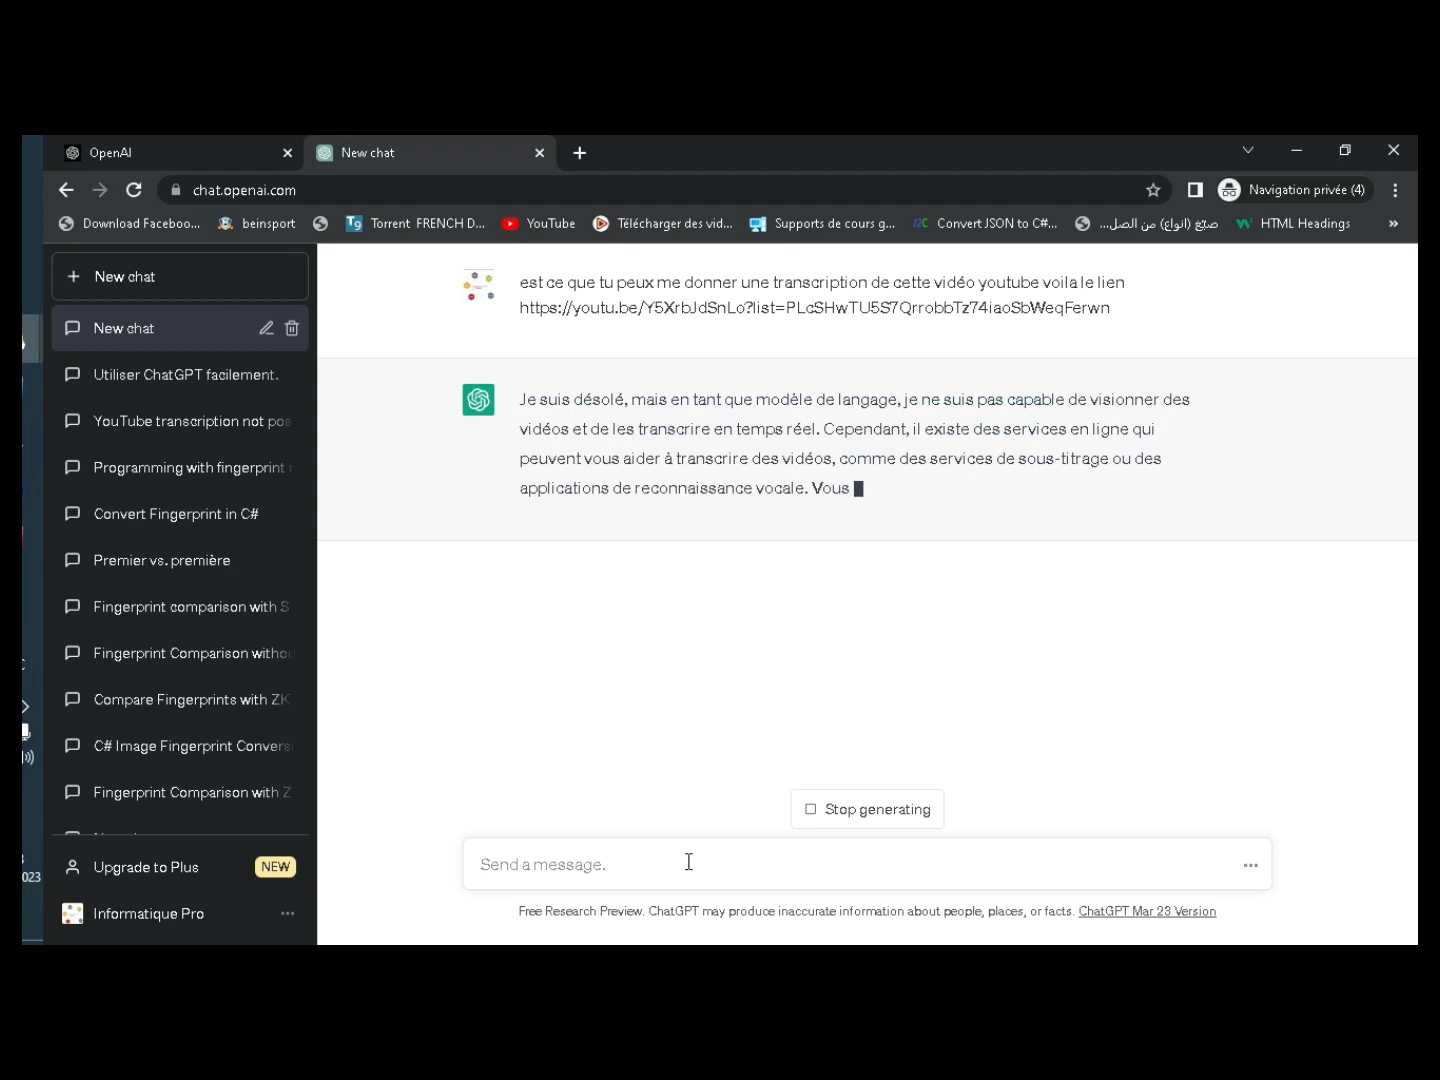 OpenAI
New chat
chat.openai.com
Navigation privée (4)
Download Faceboo...
beinsport
Torrent FRENCH D...
YouTube
Télécharger des vid...
Supports de cours g...
Convert JSON to C#...
صيّغ (انواع) من الصل...
HTML Headings
»
New chat
New chat
Utiliser ChatGPT facilement.
YouTube transcription not pos
Programming with fingerprint
Convert Fingerprint in C#
Premier vs. première
Fingerprint comparison with S
Fingerprint Comparison withou
Compare Fingerprints with ZK
C# Image Fingerprint Convers
Fingerprint Comparison with Z
Upgrade to Plus
NEW
Informatique Pro
est ce que tu peux me donner une transcription de cette vidéo youtube voila le lien
https://youtu.be/Y5XrbJdSnLo?list=PLcSHwTU5S7QrrobbTz74iaoSbWeqFerwn
Je suis désolé, mais en tant que modèle de langage, je ne suis pas capable de visionner des
vidéos et de les transcrire en temps réel. Cependant, il existe des services en ligne qui
peuvent vous aider à transcrire des vidéos, comme des services de sous-titrage ou des
applications de reconnaissance vocale. Vous
Stop generating
Send a message.
Free Research Preview. ChatGPT may produce inaccurate information about people, places, or facts. ChatGPT Mar 23 Version
023